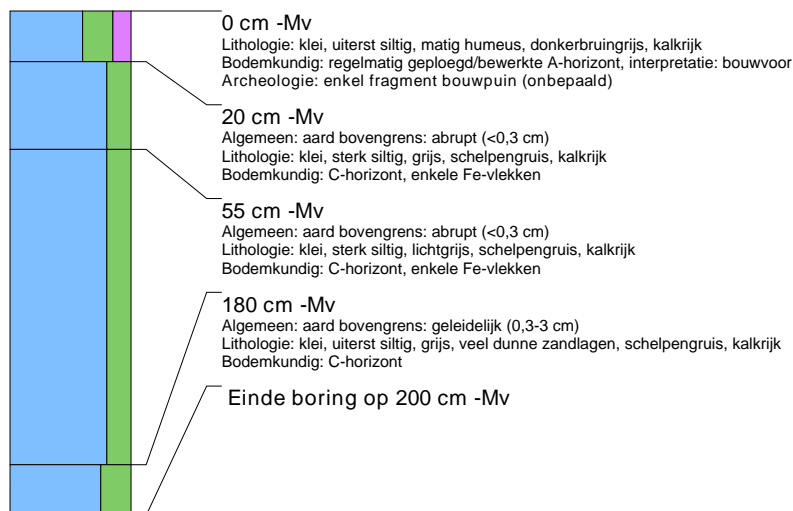 0 cm -Mv
Lithologie: klei, uiterst siltig, matig humeus, donkerbruingrijs, kalkrijk
Bodemkundig: regelmatig geploegd/bewerkte A-horizont, interpretatie: bouwvoor
Archeologie: enkel fragment bouwpuin (onbepaald)
20 cm -Mv
Algemeen: aard bovengrens: abrupt (<0,3 cm)
Lithologie: klei, sterk siltig, grijs, schelpengruis, kalkrijk
Bodemkundig: C-horizont, enkele Fe-vlekken
55 cm -Mv
Algemeen: aard bovengrens: abrupt (<0,3 cm)
Lithologie: klei, sterk siltig, lichtgrijs, schelpengruis, kalkrijk
Bodemkundig: C-horizont, enkele Fe-vlekken
180 cm -Mv
Algemeen: aard bovengrens: geleidelijk (0,3-3 cm)
Lithologie: klei, uiterst siltig, grijs, veel dunne zandlagen, schelpengruis, kalkrijk
Bodemkundig: C-horizont
Einde boring op 200 cm -Mv